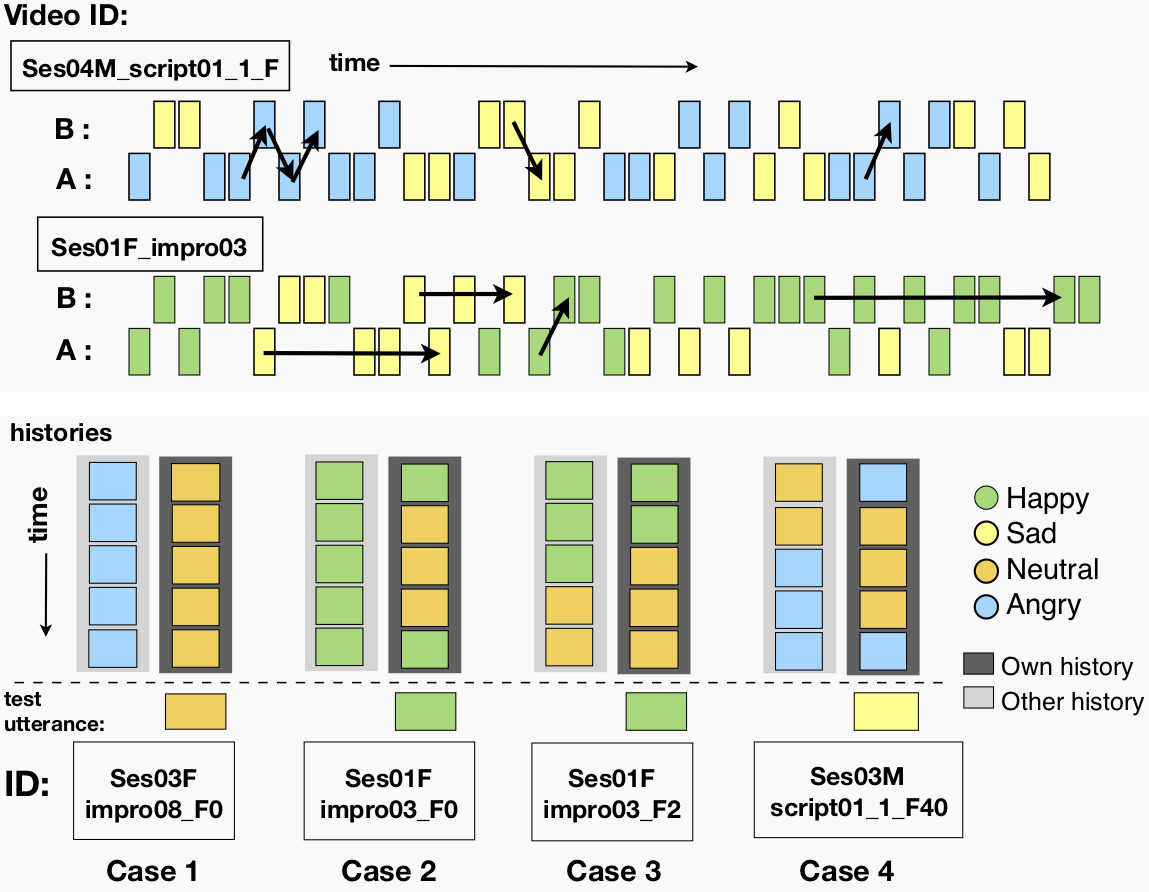 Video ID:
Ses04M_script01_1_F
time
B :
A :
Ses01F_impro03
B :
A :
histories
time
Happy
Sad
Neutral
Angry
Own history
Other history
test
utterance:
ID:
Ses03F
impro08_F0
Ses01F
impro03_F0
Ses01F
impro03_F2
Ses03M
script01_1_F40
Case 1
Case 2
Case 3
Case 4